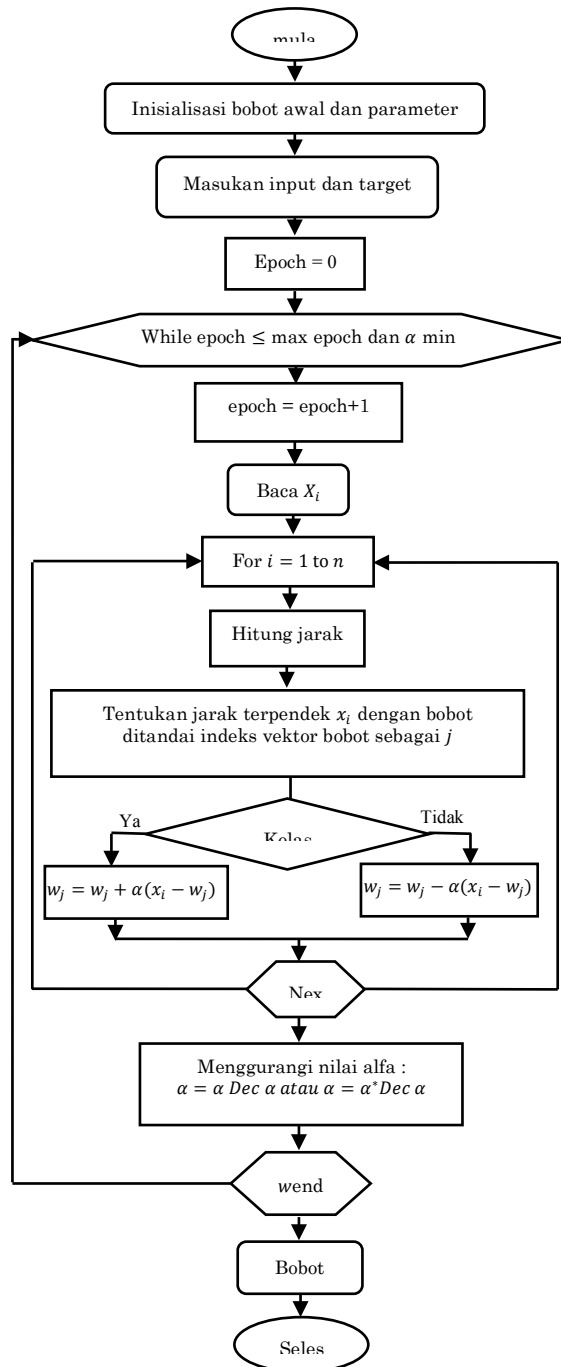 mula
Inisialisasi bobot awal dan parameter
Masukan input dan target
Epoch = 0
While epoch ≤ max epoch dan α min
epoch = epoch+1
Baca Xᵢ
For i = 1 to n
Hitung jarak
Tentukan jarak terpendek xᵢ dengan bobot
ditandai indeks vektor bobot sebagai j
Ya
Tidak
Kelas
wⱼ = wⱼ + α(xᵢ − wⱼ)
wⱼ = wⱼ − α(xᵢ − wⱼ)
Nex
Menggurangi nilai alfa :
α = α Dec α atau α = α*Dec α
wend
Bobot
Seles